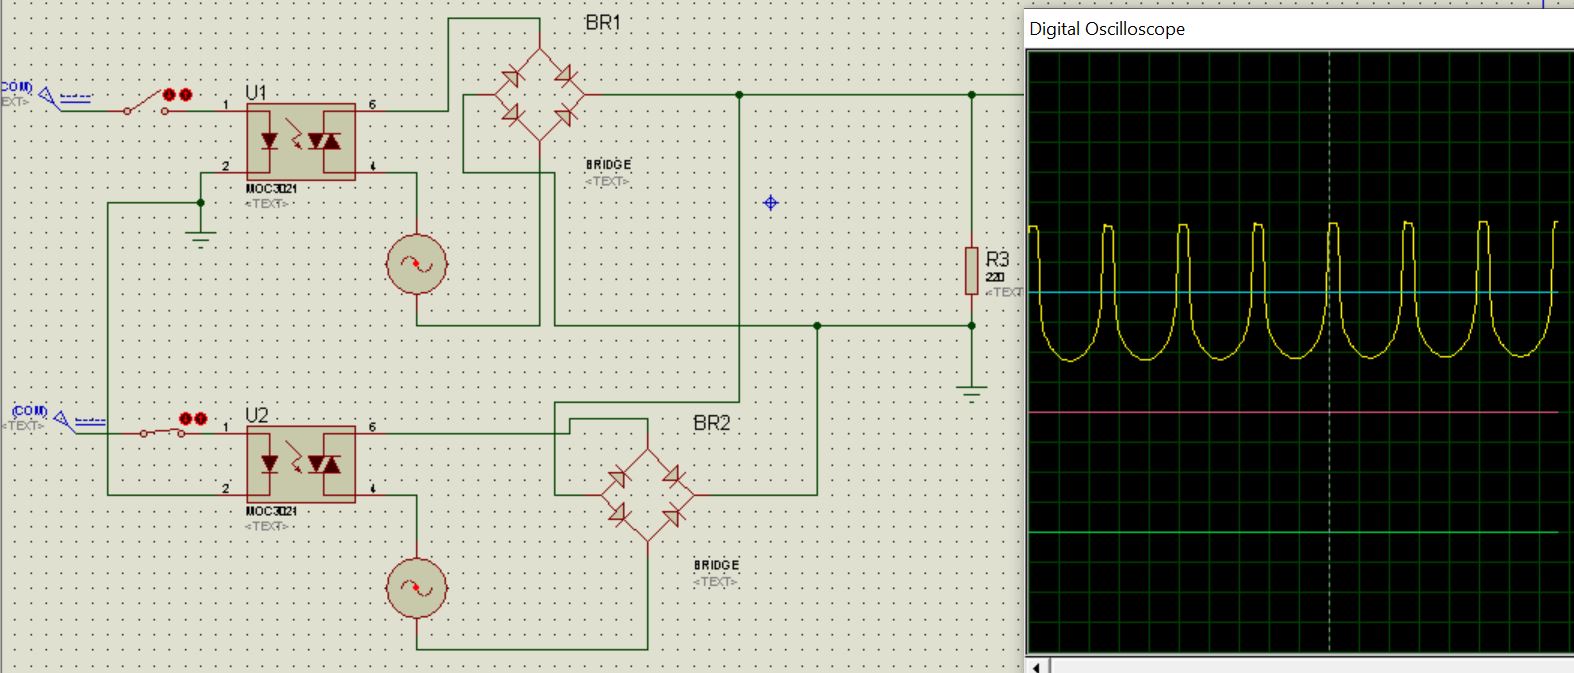 Digital Oscilloscope
BR1
(COM)
U1
1
6
2
4
MOC3021
<TEXT>
BRIDGE
<TEXT>
R3
220
<TEXT
(COM)
<TEXT>
U2
1
6
2
4
MOC3021
<TEXT>
BR2
BRIDGE
<TEXT>